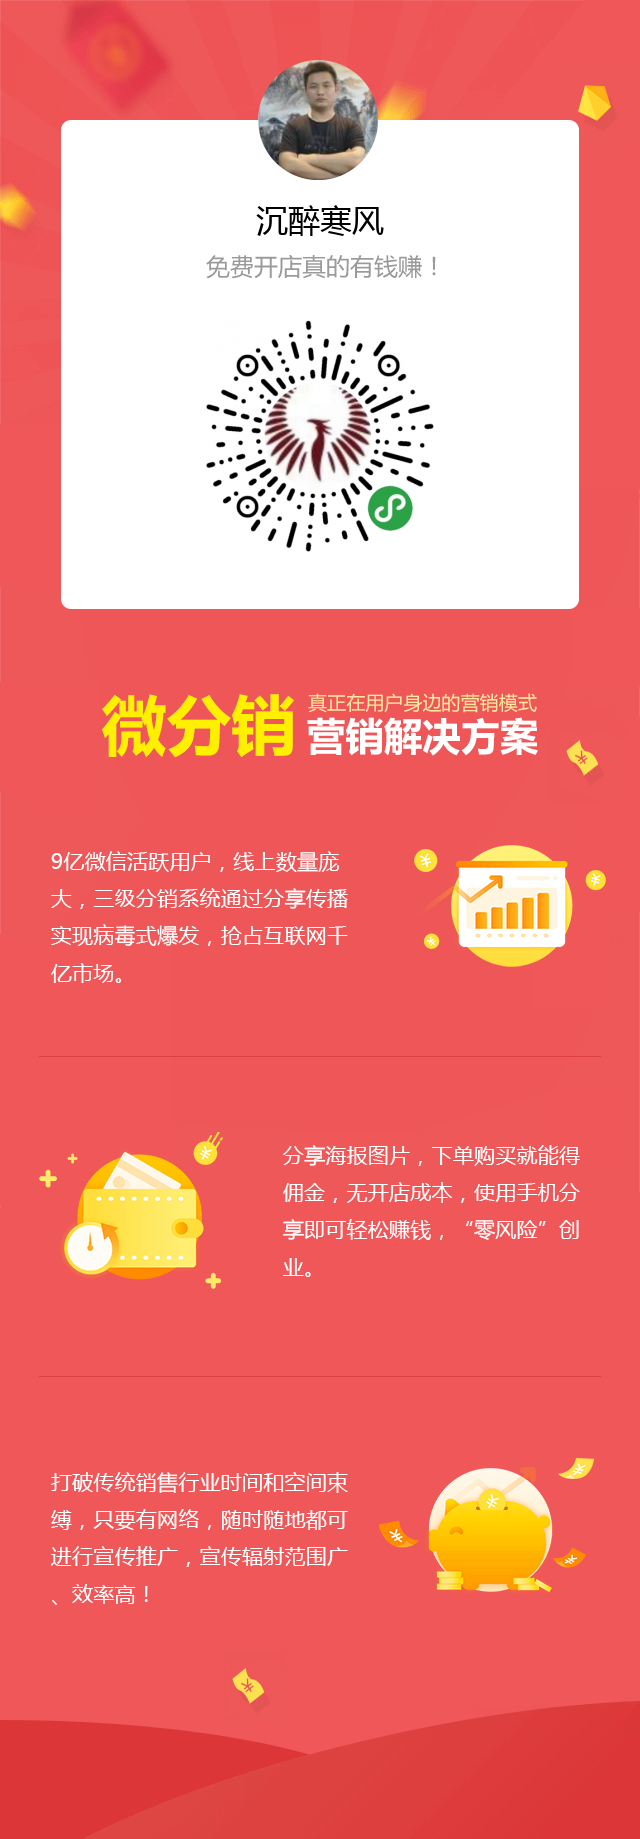 沉醉寒风
免费开店真的有钱赚！
微分销
真正在用户身边的营销模式
营销解决方案
9亿微信活跃用户，线上数量庞
大，三级分销系统通过分享传播
实现病毒式爆发，抢占互联网千
亿市场。
分享海报图片，下单购买就能得
佣金，无开店成本，使用手机分
享即可轻松赚钱，“零风险”创
业。
打破传统销售行业时间和空间束
缚，只要有网络，随时随地都可
进行宣传推广，宣传辐射范围广
、效率高！